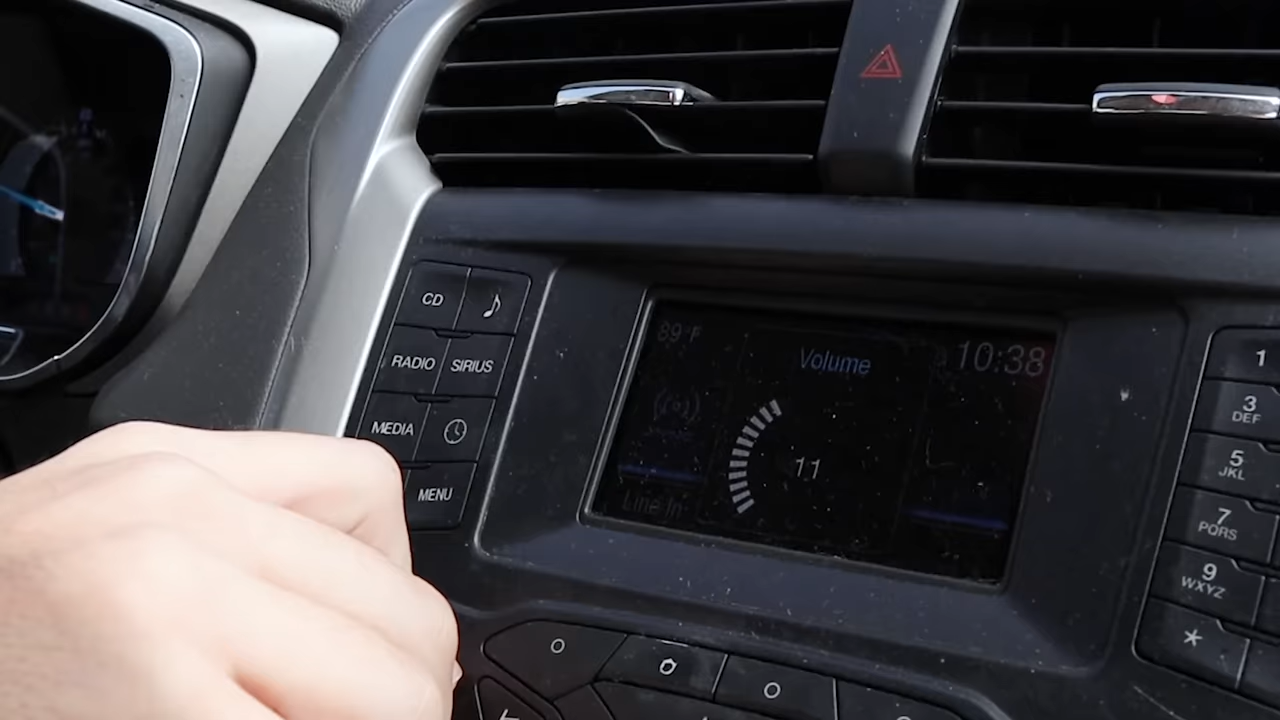 CD
RADIO SIRIUS
MEDIA
MENU
89°F
Volume
10:38
11
Line In
1
3
DEF
5
JKL
7
PQRS
9
WXYZ
*